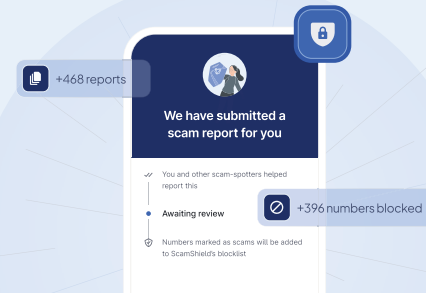 +468 reports
We have submitted a
scam report for you
You and other scam-spotters helped
report this
Awaiting review
+396 numbers blocked
Numbers marked as scams will be added
to ScamShield's blocklist